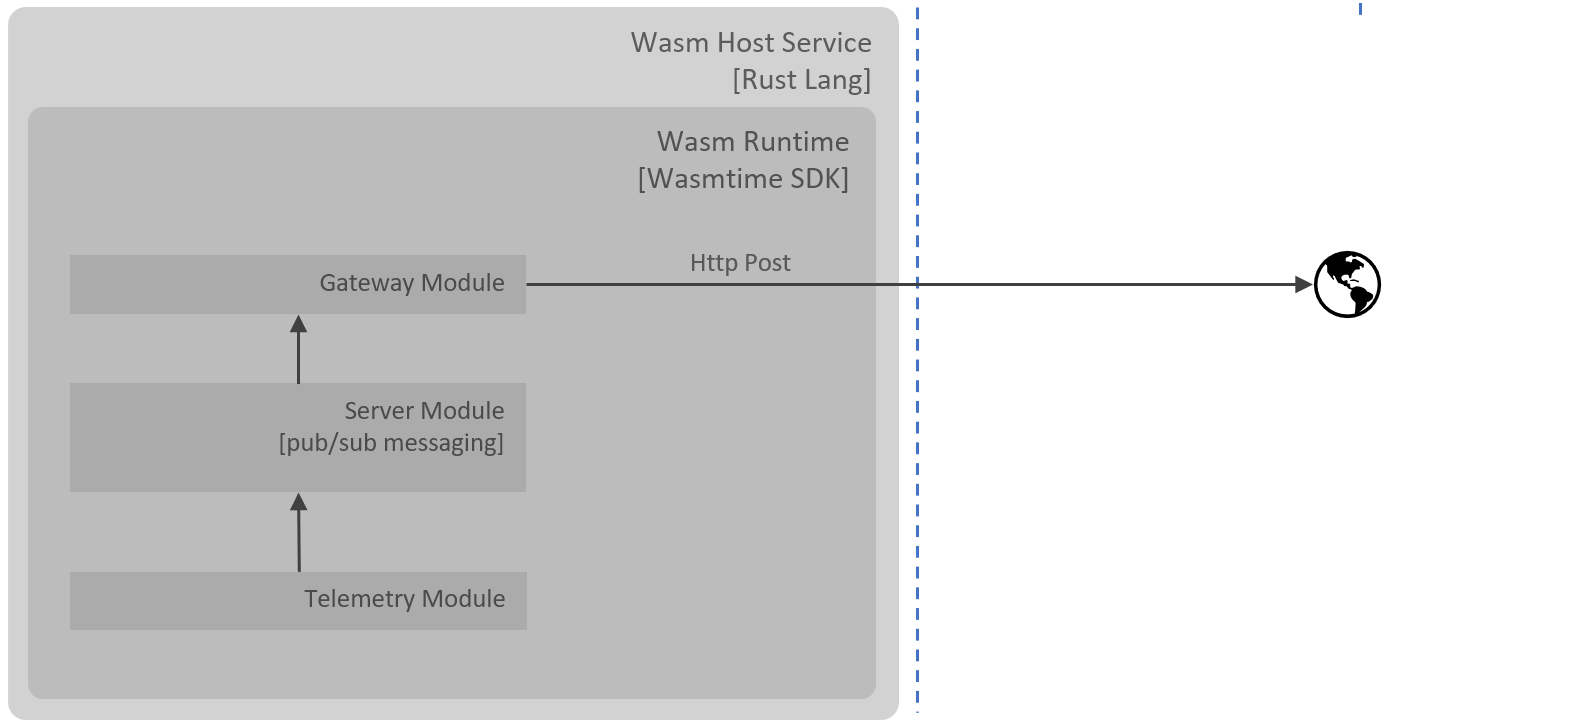 Wasm Host Service
[Rust Lang]
Wasm Runtime
[Wasmtime SDK]
Gateway Module
Http Post
Server Module
[pub/sub messaging]
Telemetry Module